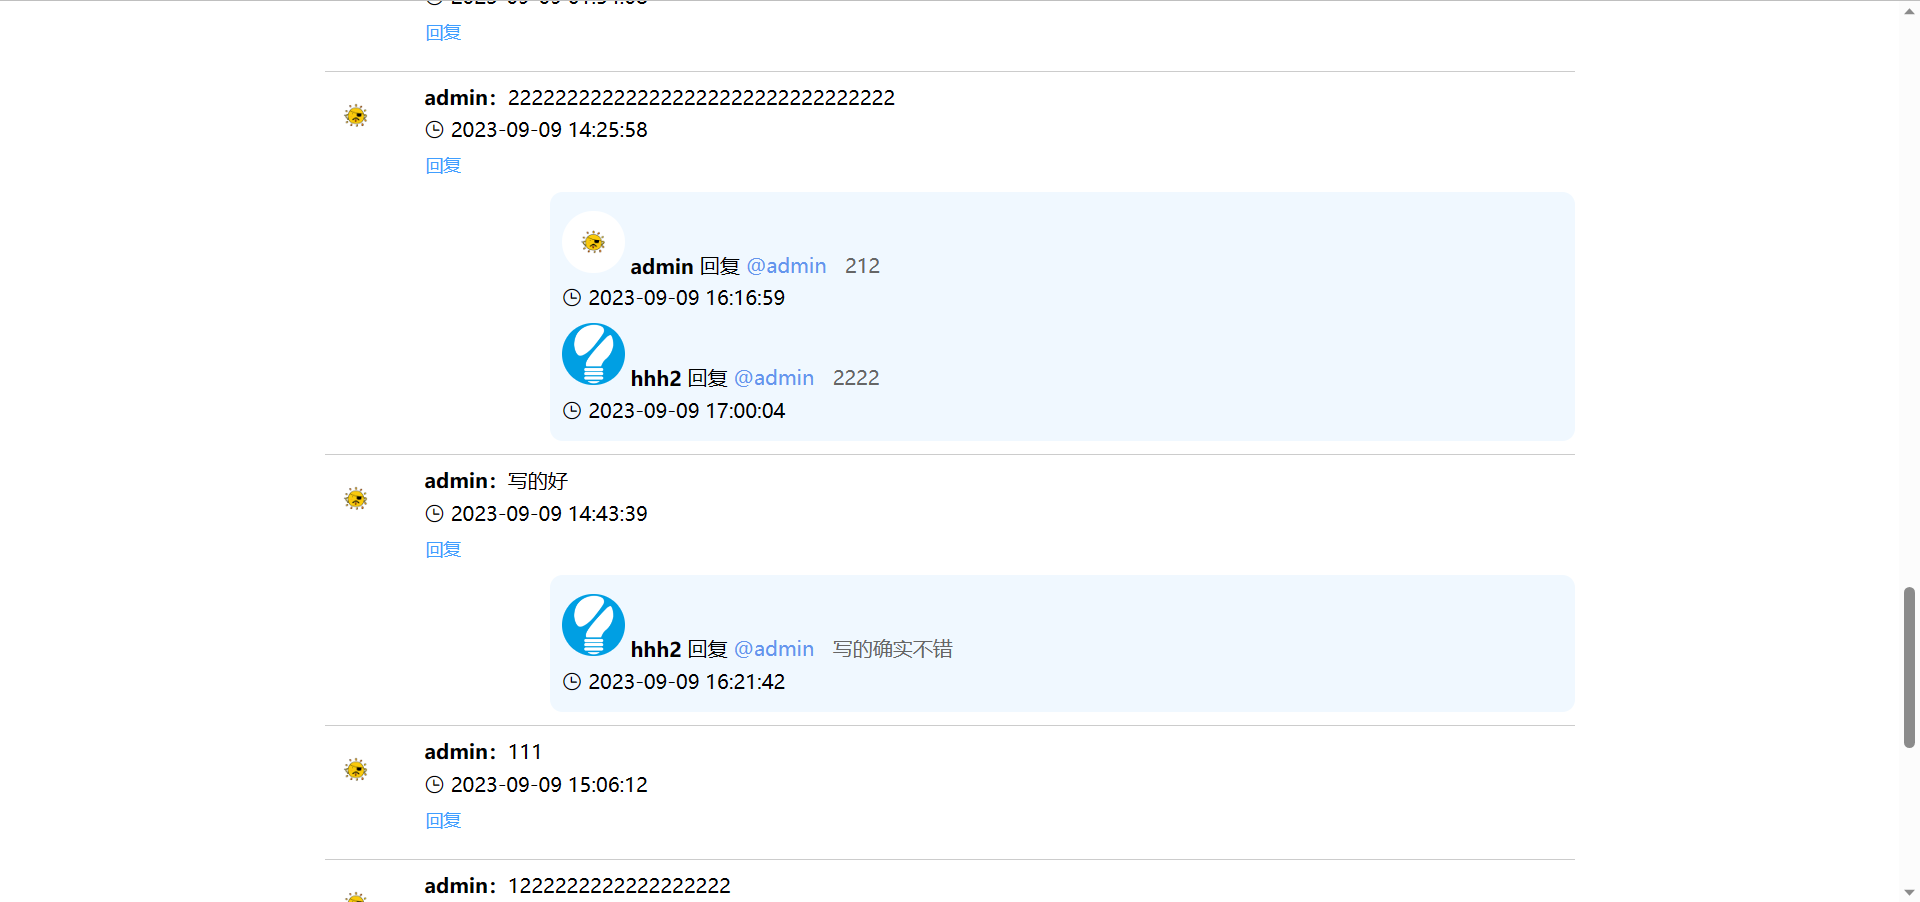 回复
admin：222222222222222222222222222222222
2023-09-09 14:25:58
回复
admin 回复 @admin 212
2023-09-09 16:16:59
hhh2 回复 @admin 2222
2023-09-09 17:00:04
admin：写的好
2023-09-09 14:43:39
回复
hhh2 回复 @admin 写的确实不错
2023-09-09 16:21:42
admin：111
2023-09-09 15:06:12
回复
admin：1222222222222222222